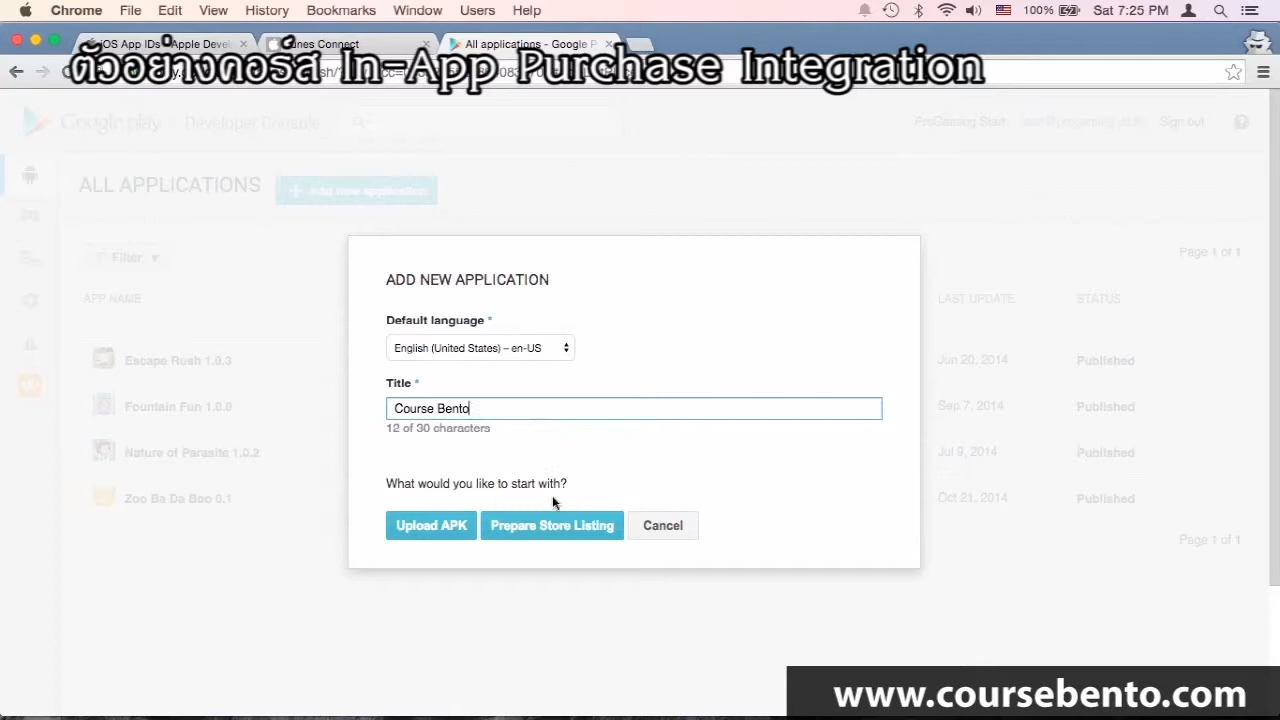 Chrome File Edit View History Bookmarks Window Users Help 100% Sat 7:25 PM
iOS App IDs - Apple Devel iTunes Connect All applications - Google P
ตัวอย่างคอร์ส In-App Purchase Integration
Google play Developer Console ProGaming Start Sign out
ALL APPLICATIONS + Add new application
Filter Page 1 of 1
APP NAME LAST UPDATE STATUS
Escape Rush 1.0.3 Jun 20, 2014 Published
Fountain Fun 1.0.0 Sep 7, 2014 Published
Nature of Parasite 1.0.2 Jul 9, 2014 Published
Zoo Ba Da Boo 0.1 Oct 21, 2014 Published
Page 1 of 1
ADD NEW APPLICATION
Default language *
English (United States) – en-US
Title *
Course Bento
12 of 30 characters
What would you like to start with?
Upload APK Prepare Store Listing Cancel
www.coursebento.com